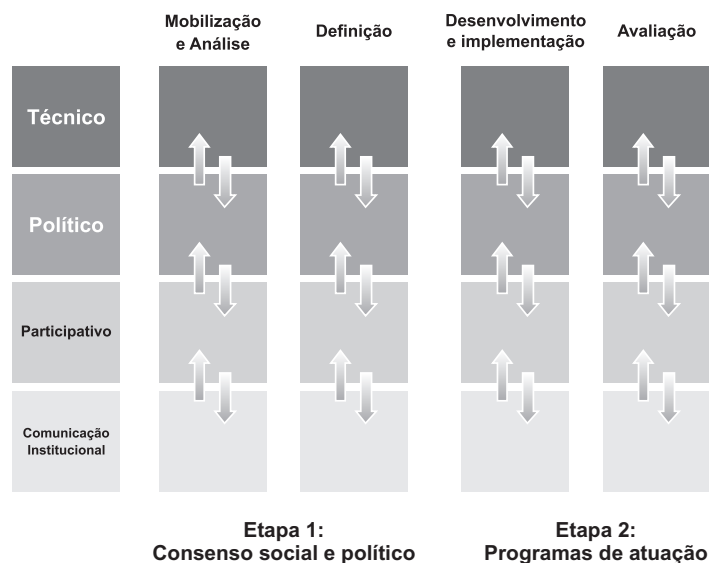 Mobilização
e Análise
Definição
Desenvolvimento
e implementação
Avaliação
Técnico
Político
Participativo
Comunicação
Institucional
Etapa 1:
Consenso social e político
Etapa 2:
Programas de atuação